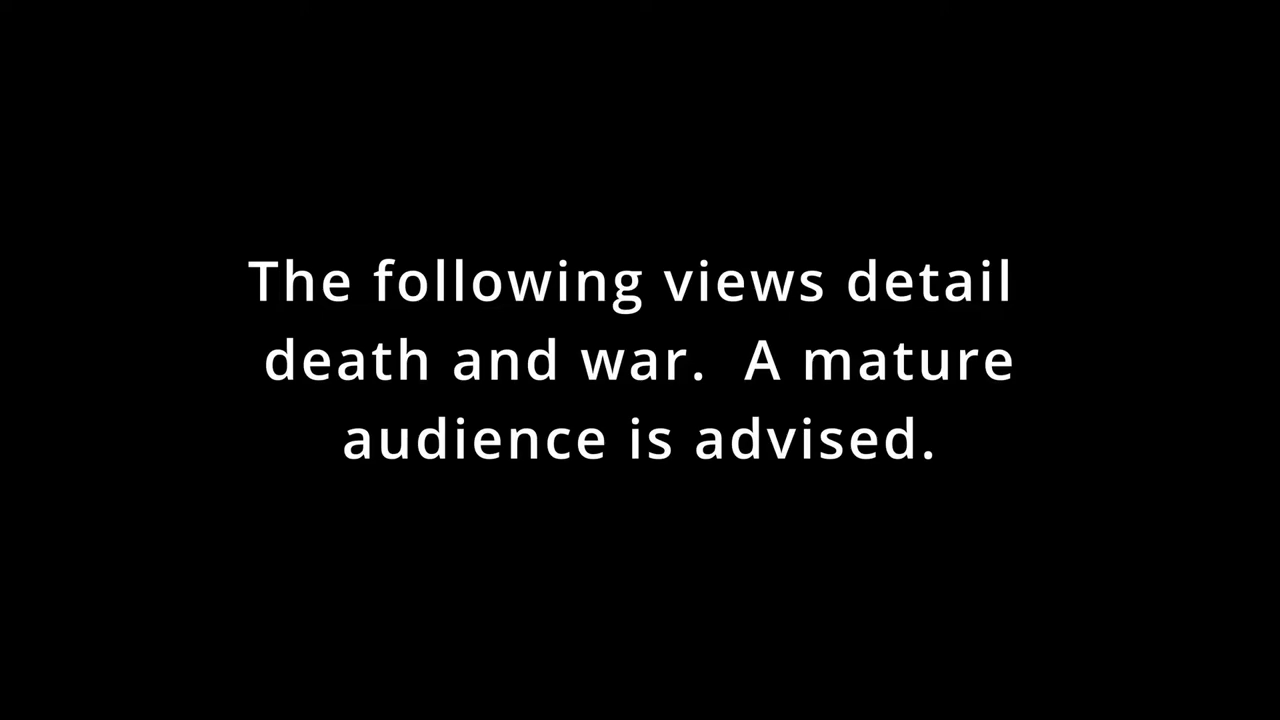 The following views detail
death and war.  A mature
audience is advised.